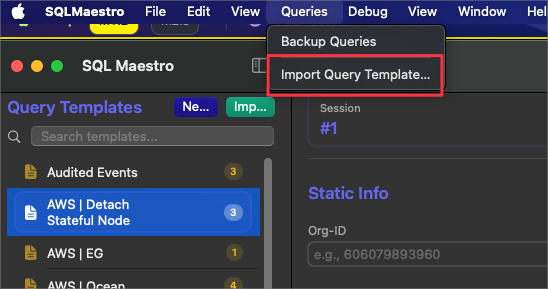 SQLMaestro File Edit View Queries Debug View Window Help
Backup Queries
Import Query Template...
SQL Maestro
Query Templates Ne... Imp...
Search templates...
Audited Events 3
AWS | Detach
Stateful Node 3
AWS | EG 1
AWS | Ocean 4
Session
#1
Static Info
Org-ID
e.g., 606079893960